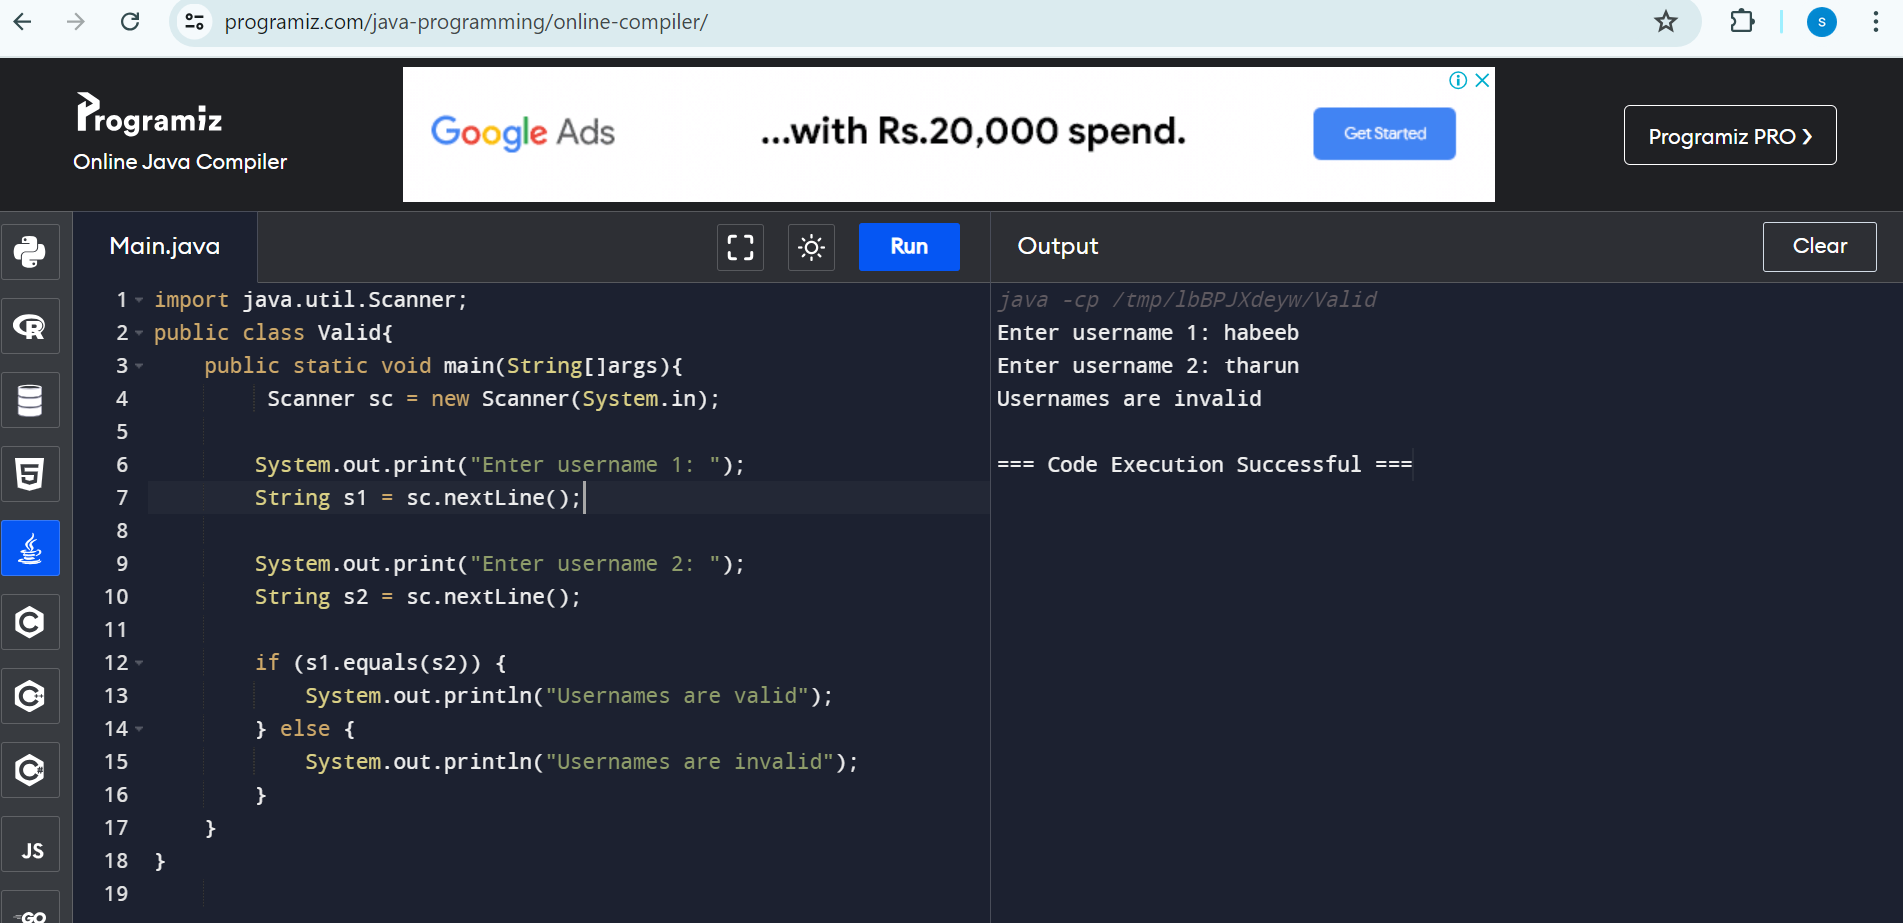 programiz.com/java-programming/online-compiler/
s
Programiz
Online Java Compiler
Google Ads
...with Rs.20,000 spend.
Get Started
Programiz PRO ❯
Main.java
Run
Output
Clear
1 import java.util.Scanner;
2 public class Valid{
3     public static void main(String[]args){
4          Scanner sc = new Scanner(System.in);
5
6         System.out.print("Enter username 1: ");
7         String s1 = sc.nextLine();
8
9         System.out.print("Enter username 2: ");
10         String s2 = sc.nextLine();
11
12         if (s1.equals(s2)) {
13             System.out.println("Usernames are valid");
14         } else {
15             System.out.println("Usernames are invalid");
16         }
17     }
18 }
19
java -cp /tmp/lbBPJXdeyw/Valid
Enter username 1: habeeb
Enter username 2: tharun
Usernames are invalid
=== Code Execution Successful ===
R
5
C
C
C#
JS
GO